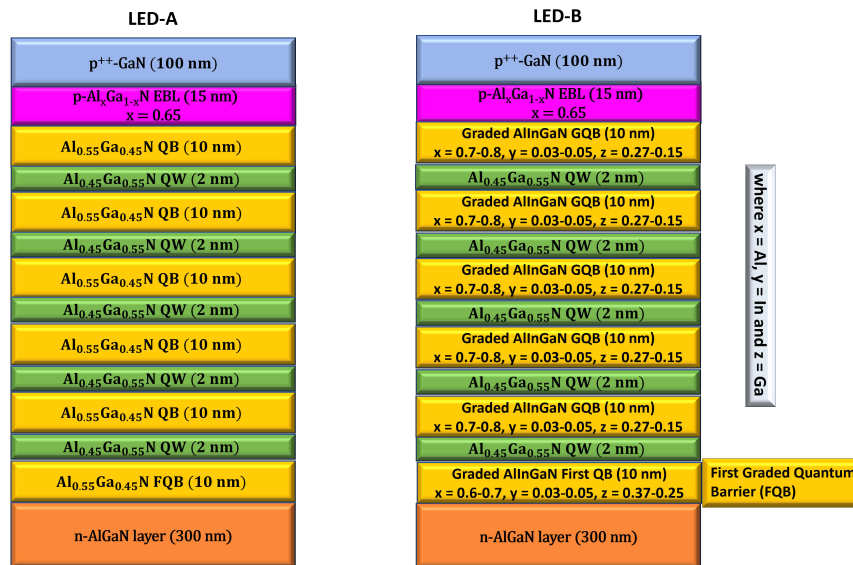 LED-A
p⁺⁺-GaN (100 nm)
p-AlₓGa₁₋ₓN EBL (15 nm)
x = 0.65
Al₀.₅₅Ga₀.₄₅N QB (10 nm)
Al₀.₄₅Ga₀.₅₅N QW (2 nm)
Al₀.₅₅Ga₀.₄₅N QB (10 nm)
Al₀.₄₅Ga₀.₅₅N QW (2 nm)
Al₀.₅₅Ga₀.₄₅N QB (10 nm)
Al₀.₄₅Ga₀.₅₅N QW (2 nm)
Al₀.₅₅Ga₀.₄₅N QB (10 nm)
Al₀.₄₅Ga₀.₅₅N QW (2 nm)
Al₀.₅₅Ga₀.₄₅N QB (10 nm)
Al₀.₄₅Ga₀.₅₅N QW (2 nm)
Al₀.₅₅Ga₀.₄₅N FQB (10 nm)
n-AlGaN layer (300 nm)
LED-B
p⁺⁺-GaN (100 nm)
p-AlₓGa₁₋ₓN EBL (15 nm)
x = 0.65
Graded AlInGaN GQB (10 nm)
x = 0.7-0.8, y = 0.03-0.05, z = 0.27-0.15
Al₀.₄₅Ga₀.₅₅N QW (2 nm)
Graded AlInGaN GQB (10 nm)
x = 0.7-0.8, y = 0.03-0.05, z = 0.27-0.15
Al₀.₄₅Ga₀.₅₅N QW (2 nm)
Graded AlInGaN GQB (10 nm)
x = 0.7-0.8, y = 0.03-0.05, z = 0.27-0.15
Al₀.₄₅Ga₀.₅₅N QW (2 nm)
Graded AlInGaN GQB (10 nm)
x = 0.7-0.8, y = 0.03-0.05, z = 0.27-0.15
Al₀.₄₅Ga₀.₅₅N QW (2 nm)
Graded AlInGaN GQB (10 nm)
x = 0.7-0.8, y = 0.03-0.05, z = 0.27-0.15
Al₀.₄₅Ga₀.₅₅N QW (2 nm)
Graded AlInGaN First QB (10 nm)
x = 0.6-0.7, y = 0.03-0.05, z = 0.37-0.25
n-AlGaN layer (300 nm)
where x = Al, y = In and z = Ga
First Graded Quantum
Barrier (FQB)